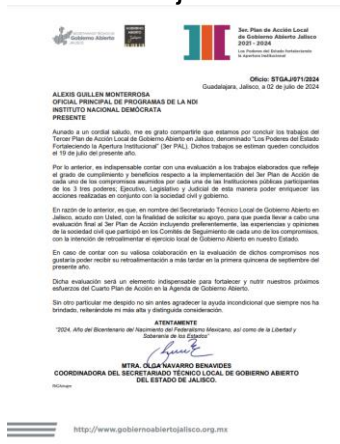 Gobierno Abierto
3er. Plan de Acción Local
de Gobierno Abierto Jalisco
2021 - 2024
Los Poderes del Estado fortaleciendo
la Apertura Institucional
Oficio: STGAJ/071/2024
Guadalajara, Jalisco, a 02 de julio de 2024
ALEXIS GUILLEN MONTERROSA
OFICIAL PRINCIPAL DE PROGRAMAS DE LA NDI
INSTITUTO NACIONAL DEMÓCRATA
PRESENTE
Aunado a un cordial saludo, me es grato compartirle que estamos por concluir los trabajos del
Tercer Plan de Acción Local de Gobierno Abierto en Jalisco, denominado "Los Poderes del Estado
Fortaleciendo la Apertura Institucional" (3er PAL). Dichos trabajos se estiman queden concluidos
el 19 de julio del presente año.
Por lo anterior, es indispensable contar con una evaluación a los trabajos elaborados que refleje
el grado de cumplimiento y beneficios respecto a la implementación del 3er Plan de Acción de
cada uno de los compromisos asumidos por cada una de las Instituciones públicas participantes
de los 3 tres poderes; Ejecutivo, Legislativo y Judicial de esta manera poder enriquecer las
acciones realizadas en conjunto con la sociedad civil y gobierno.
En razón de lo anterior, es que, en nombre del Secretariado Técnico Local de Gobierno Abierto en
Jalisco, acudo con Usted, con la finalidad de solicitar su apoyo, para que pueda llevar a cabo una
evaluación final al 3er Plan de Acción incluyendo preferentemente, las experiencias y opiniones
de la sociedad civil que participó en los Comités de Seguimiento de cada uno de los compromisos,
con la intención de retroalimentar el ejercicio local de Gobierno Abierto en nuestro Estado.
En caso de contar con su valiosa colaboración en la evaluación de dichos compromisos nos
gustaría poder recibir su retroalimentación a más tardar en la primera quincena de septiembre del
presente año.
Dicha evaluación será un elemento indispensable para fortalecer y nutrir nuestros próximos
esfuerzos del Cuarto Plan de Acción en la Agenda de Gobierno Abierto.
Sin otro particular me despido no sin antes agradecer la ayuda incondicional que siempre nos ha
brindado, reiterándole mi más alta y distinguida consideración.
ATENTAMENTE
"2024, Año del Bicentenario del Nacimiento del Federalismo Mexicano, así como de la Libertad y
Soberanía de los Estados"
MTRA. OLGA NAVARRO BENAVIDES
COORDINADORA DEL SECRETARIADO TÉCNICO LOCAL DE GOBIERNO ABIERTO
DEL ESTADO DE JALISCO.
http://www.gobiernoabiertojalisco.org.mx